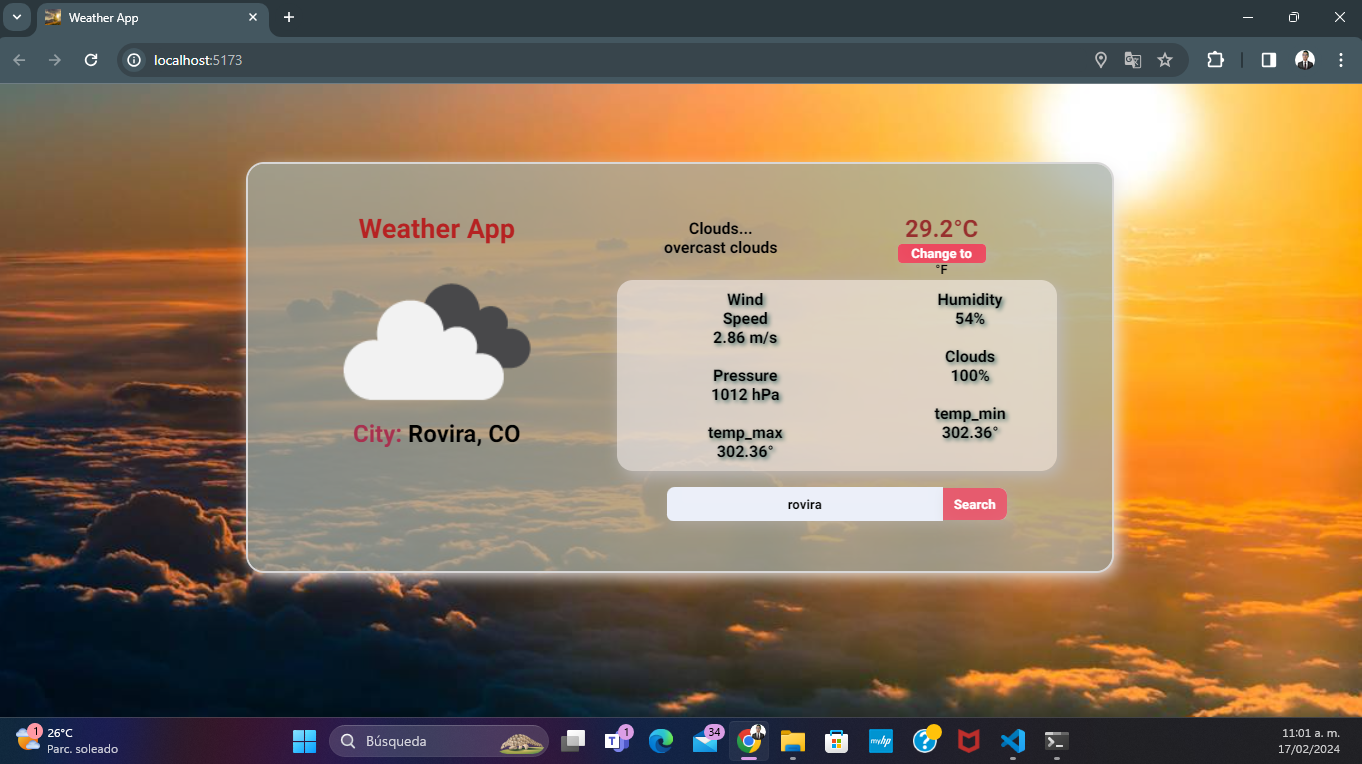 Weather App
localhost:5173
Weather App
Clouds...
overcast clouds
29.2°C
Change to
°F
Wind
Speed
2.86 m/s
Pressure
1012 hPa
temp_max
302.36°
Humidity
54%
Clouds
100%
temp_min
302.36°
City: Rovira, CO
rovira
Search
1
26°C
Parc. soleado
Búsqueda
T
1
34
myhp
?
11:01 a. m.
17/02/2024